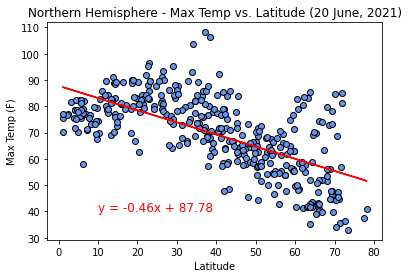 Northern Hemisphere - Max Temp vs. Latitude (20 June, 2021)
110
100
90
80
70
60
50
40
30
Max Temp (F)
y = -0.46x + 87.78
0 10 20 30 40 50 60 70 80
Latitude